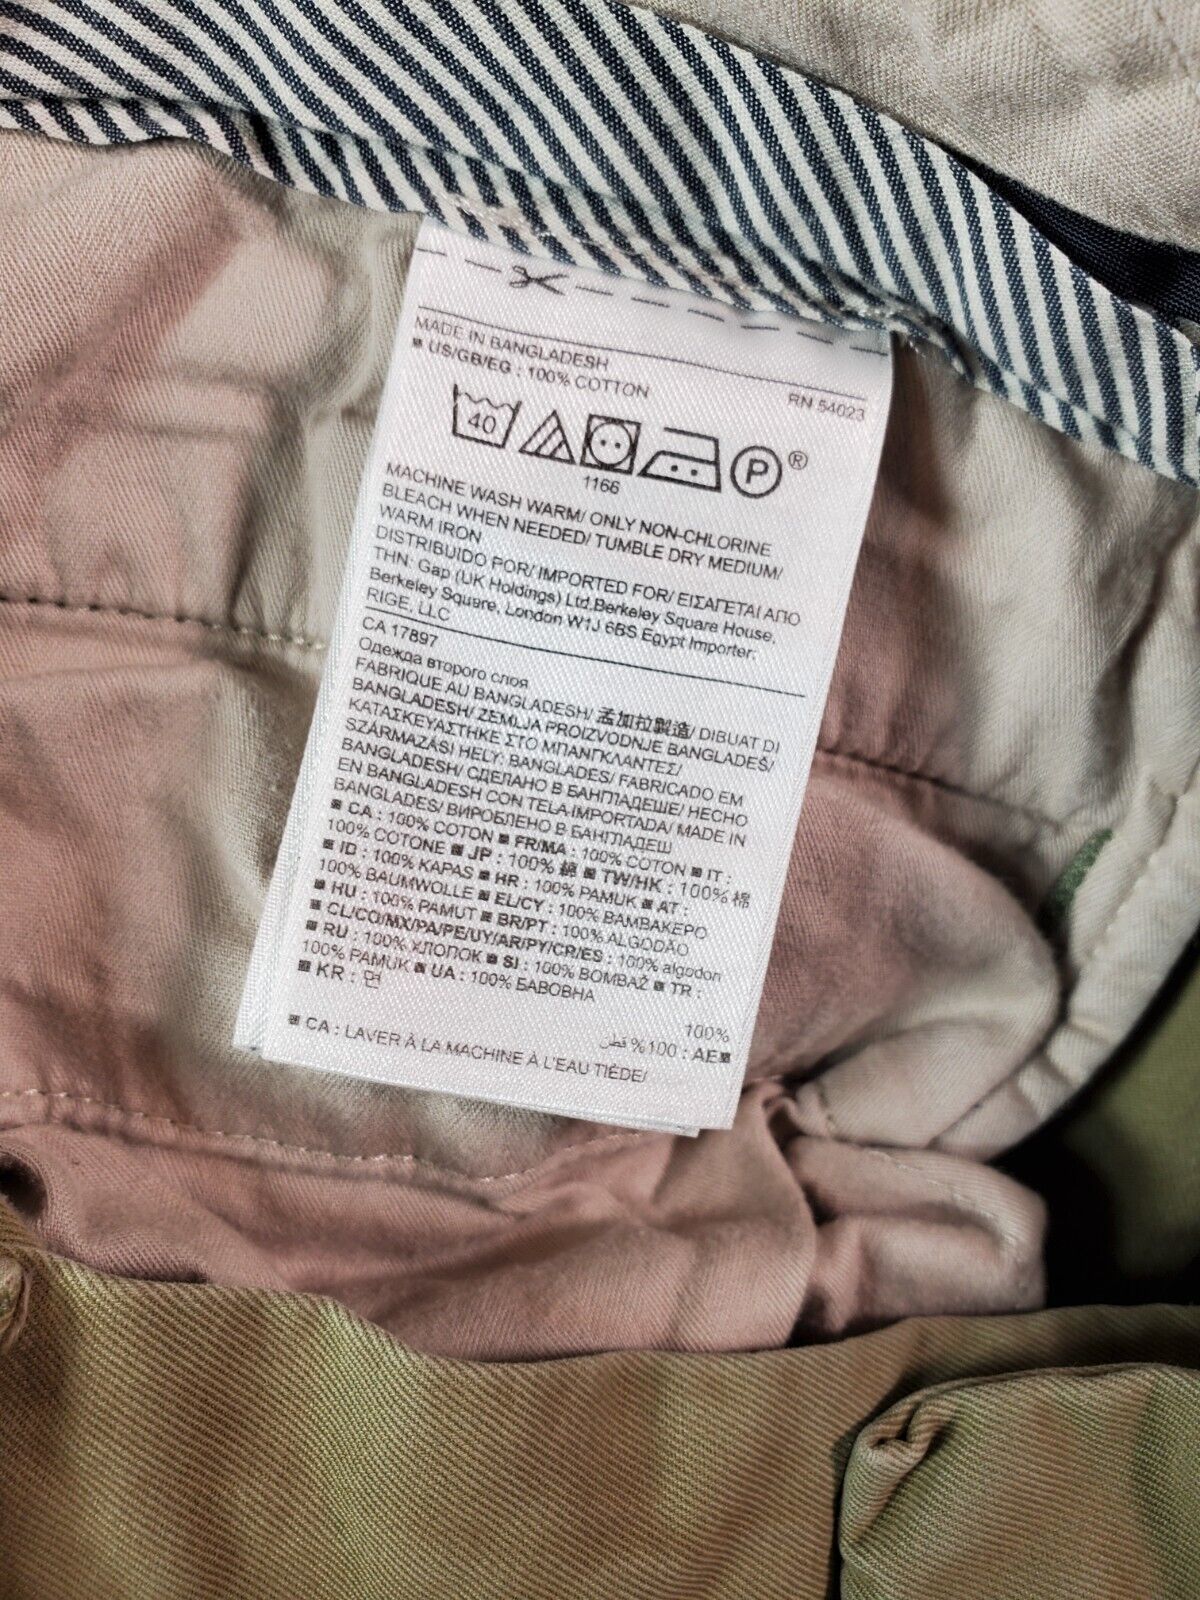 MADE IN BANGLADESH
RN 54023
■ US/GB/EG : 100% COTTON
40
P
®
1166
MACHINE WASH WARM/ ONLY NON-CHLORINE
BLEACH WHEN NEEDED/ TUMBLE DRY MEDIUM/
WARM IRON
DISTRIBUIDO POR/ IMPORTED FOR/ ΕΙΣΑΓΕΤΑΙ ΑΠΟ
THN: Gap (UK Holdings) Ltd,Berkeley Square House,
Berkeley Square, London W1J 6BS Egypt Importer:
RIGE, LLC
CA 17897
Одежда второго слоя
FABRIQUE AU BANGLADESH/ 孟加拉製造/ DIBUAT DI
BANGLADESH/ ZEMLJA PROIZVODNJE BANGLADEŠ/
ΚΑΤΑΣΚΕΥΑΣΤΗΚΕ ΣΤΟ ΜΠΑΝΓΚΛΑΝΤΕΣ/
SZÁRMAZÁSI HELY: BANGLADES/ FABRICADO EM
BANGLADESH/ СДЕЛАНО В БАНГЛАДЕШЕ/ HECHO
EN BANGLADESH CON TELA IMPORTADA/ MADE IN
BANGLADES/ ВИРОБЛЕНО В БАНГЛАДЕШ
■ CA : 100% COTON ■ FR/MA : 100% COTON ■ IT :
100% COTONE ■ JP : 100% 綿 ■ TW/HK : 100% 棉
■ ID : 100% KAPAS ■ HR : 100% PAMUK ■ AT :
100% BAUMWOLLE ■ EL/CY : 100% ΒΑΜΒΑΚΕΡΟ
■ HU : 100% PAMUT ■ BR/PT : 100% ALGODÃO
■ CL/CO/MX/PA/PE/UY/AR/PY/CR/ES : 100% algodon
■ RU : 100% ХЛОПОК ■ SI : 100% BOMBAŽ ■ TR :
100% PAMUK ■ UA : 100% БАВОВНА
■ KR : 면
100%
■AE : 100% قطن
■ CA : LAVER À LA MACHINE À L'EAU TIÈDE/